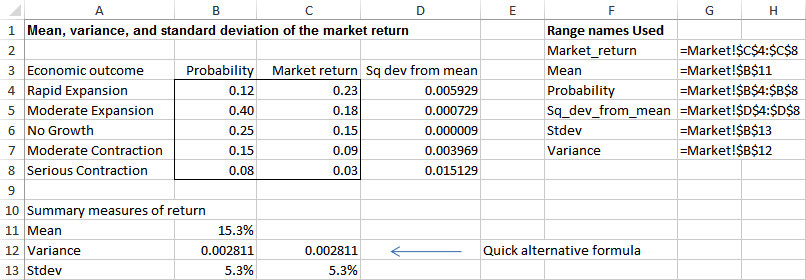 A B C D E F G H
1 Mean, variance, and standard deviation of the market return Range names Used
2 Market_return =Market!$C$4:$C$8
3 Economic outcome Probability Market return Sq dev from mean Mean =Market!$B$11
4 Rapid Expansion 0.12 0.23 0.005929 Probability =Market!$B$4:$B$8
5 Moderate Expansion 0.40 0.18 0.000729 Sq_dev_from_mean =Market!$D$4:$D$8
6 No Growth 0.25 0.15 0.000009 Stdev =Market!$B$13
7 Moderate Contraction 0.15 0.09 0.003969 Variance =Market!$B$12
8 Serious Contraction 0.08 0.03 0.015129
9
10 Summary measures of return
11 Mean 15.3%
12 Variance 0.002811 0.002811 Quick alternative formula
13 Stdev 5.3% 5.3%